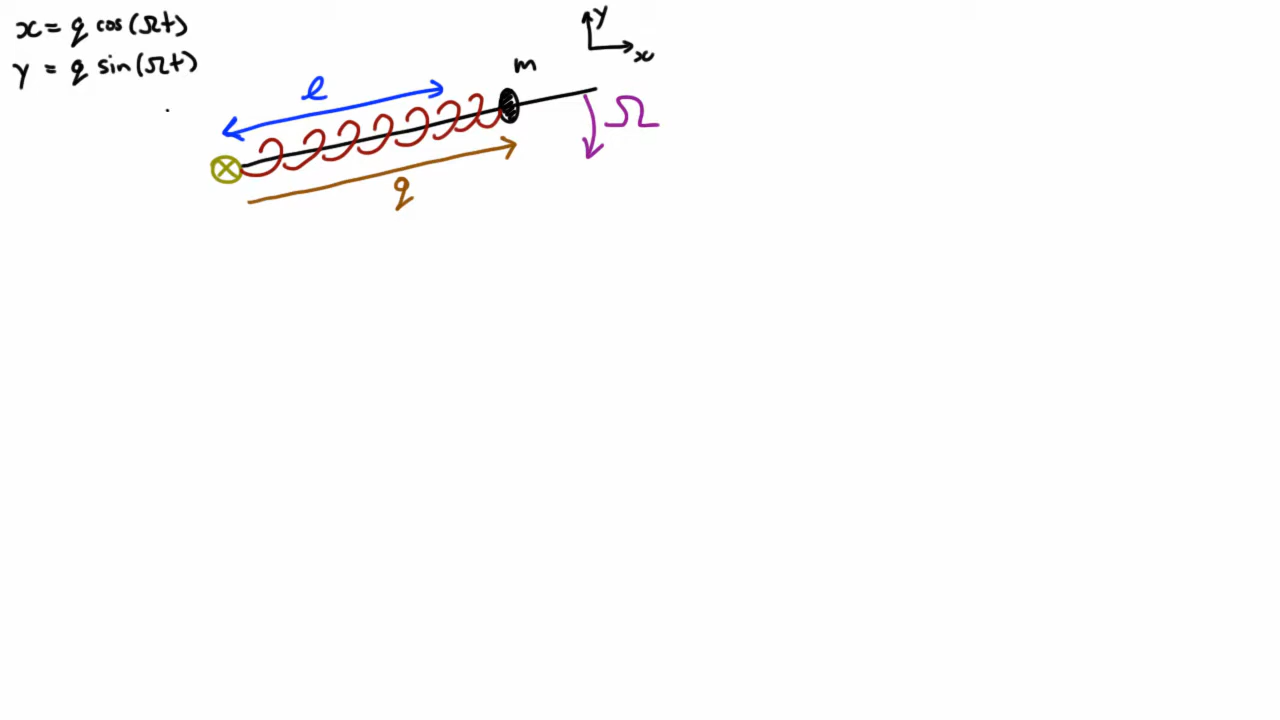 x = q cos(Ωt)
y = q sin(Ωt)
y
x
m
l
Ω
q